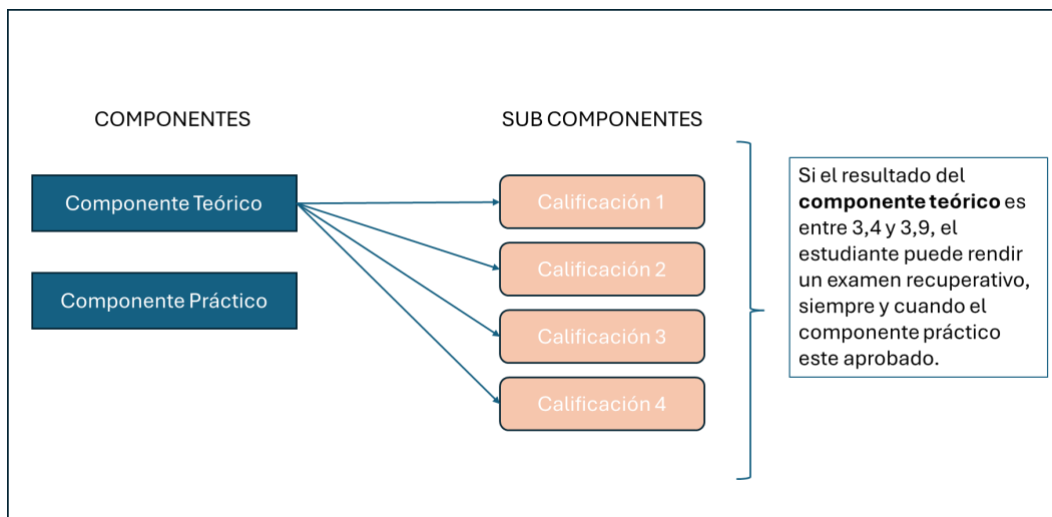 COMPONENTES
SUB COMPONENTES
Componente Teórico
Componente Práctico
Calificación 1
Calificación 2
Calificación 3
Calificación 4
Si el resultado del
componente teórico es
entre 3,4 y 3,9, el
estudiante puede rendir
un examen recuperativo,
siempre y cuando el
componente práctico
este aprobado.